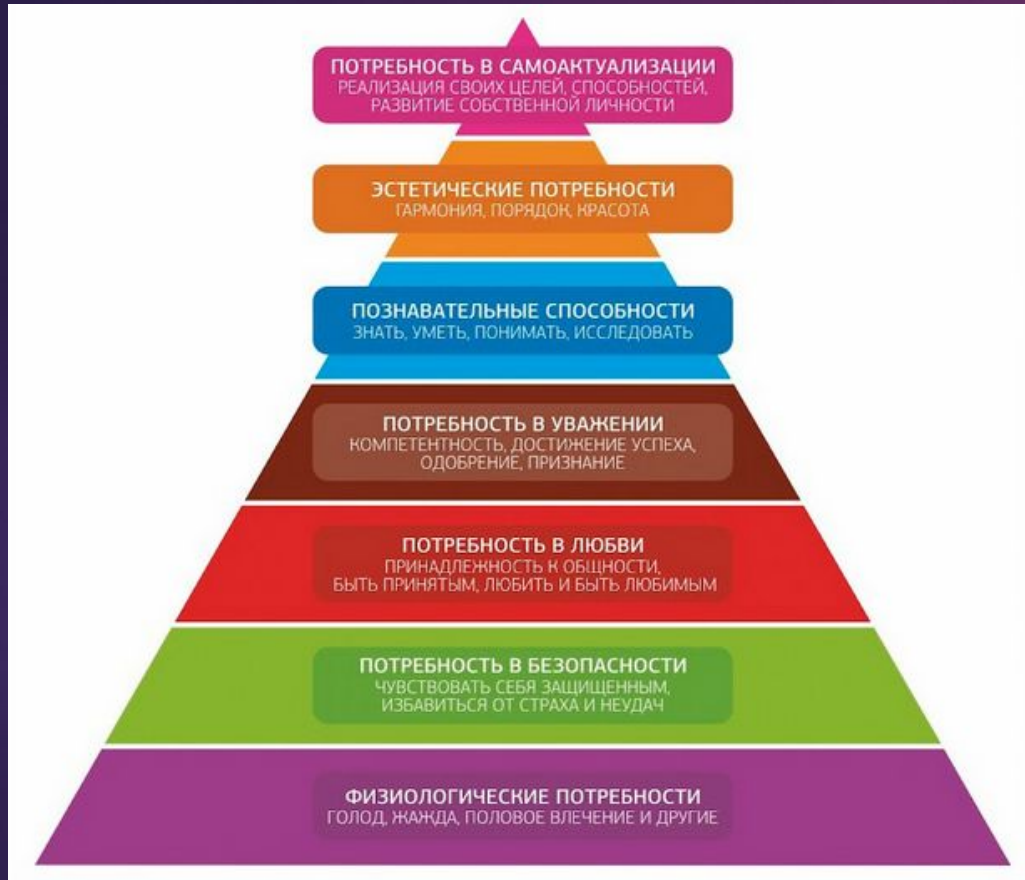 ПОТРЕБНОСТЬ В САМОАКТУАЛИЗАЦИИ
РЕАЛИЗАЦИЯ СВОИХ ЦЕЛЕЙ, СПОСОБНОСТЕЙ,
РАЗВИТИЕ СОБСТВЕННОЙ ЛИЧНОСТИ
ЭСТЕТИЧЕСКИЕ ПОТРЕБНОСТИ
ГАРМОНИЯ, ПОРЯДОК, КРАСОТА
ПОЗНАВАТЕЛЬНЫЕ СПОСОБНОСТИ
ЗНАТЬ, УМЕТЬ, ПОНИМАТЬ, ИССЛЕДОВАТЬ
ПОТРЕБНОСТЬ В УВАЖЕНИИ
КОМПЕТЕНТНОСТЬ, ДОСТИЖЕНИЕ УСПЕХА,
ОДОБРЕНИЕ, ПРИЗНАНИЕ
ПОТРЕБНОСТЬ В ЛЮБВИ
ПРИНАДЛЕЖНОСТЬ К ОБЩНОСТИ,
БЫТЬ ПРИНЯТЫМ, ЛЮБИТЬ И БЫТЬ ЛЮБИМЫМ
ПОТРЕБНОСТЬ В БЕЗОПАСНОСТИ
ЧУВСТВОВАТЬ СЕБЯ ЗАЩИЩЕННЫМ,
ИЗБАВИТЬСЯ ОТ СТРАХА И НЕУДАЧ
ФИЗИОЛОГИЧЕСКИЕ ПОТРЕБНОСТИ
ГОЛОД, ЖАЖДА, ПОЛОВОЕ ВЛЕЧЕНИЕ И ДРУГИЕ